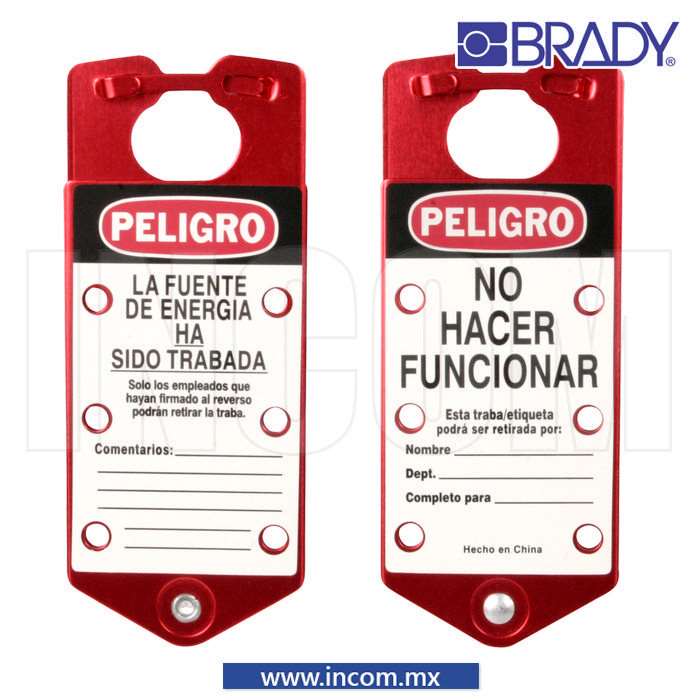 BRADY®
PELIGRO
LA FUENTE
DE ENERGIA
HA
SIDO TRABADA
Solo los empleados que
hayan firmado al reverso
podrán retirar la traba.
Comentarios:
PELIGRO
NO
HACER
FUNCIONAR
Esta traba/etiqueta
podrá ser retirada por:
Nombre
Dept.
Completo para
Hecho en China
INCOM
www.incom.mx